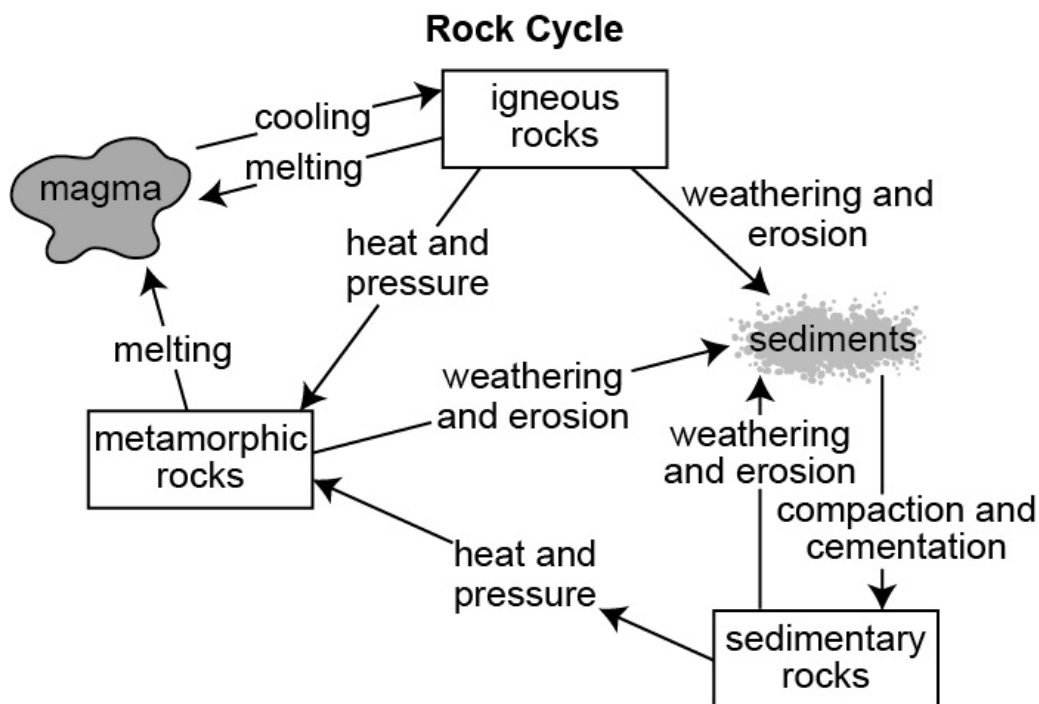 Rock Cycle
igneous
rocks
cooling
melting
magma
weathering and
erosion
heat and
pressure
sediments
melting
weathering
and erosion
metamorphic
rocks
weathering
and erosion
compaction and
cementation
heat and
pressure
sedimentary
rocks